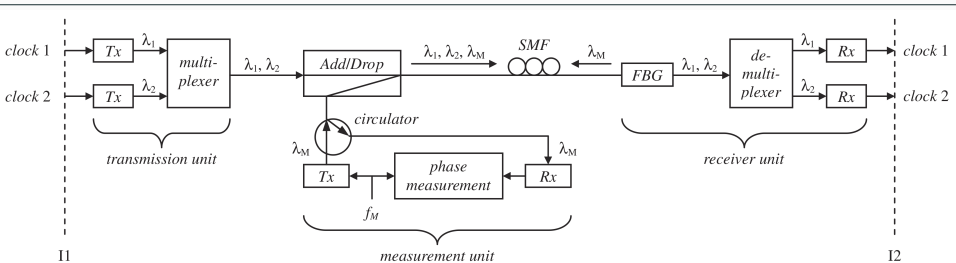 clock 1
Tx
λ1
multi-
plexer
clock 2
Tx
λ2
λ1, λ2
Add/Drop
λ1, λ2, λM
SMF
λM
FBG
λ1, λ2
de-
multi-
plexer
λ1
Rx
clock 1
λ2
Rx
clock 2
transmission unit
circulator
λM
Tx
phase
measurement
Rx
λM
fM
receiver unit
I1
measurement unit
I2